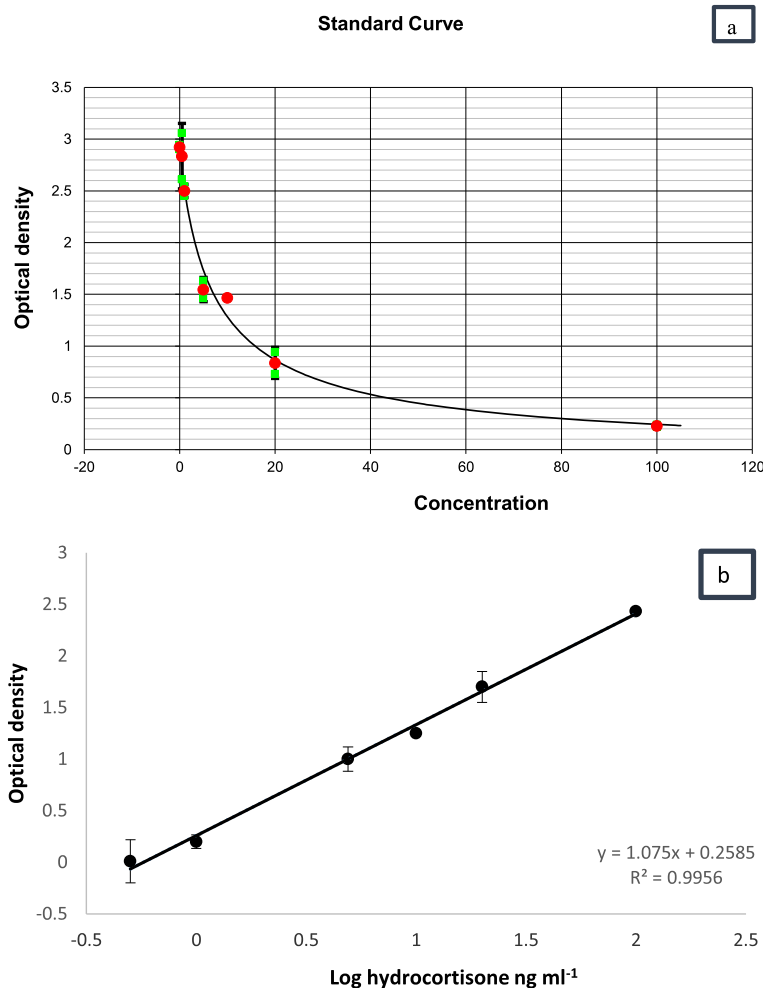 Standard Curve
a
3.5
3
2.5
2
1.5
1
0.5
0
-20 0 20 40 60 80 100 120
Optical density
Concentration
b
3
2.5
2
1.5
1
0.5
0
-0.5
-0.5 0 0.5 1 1.5 2 2.5
Optical density
y = 1.075x + 0.2585
R² = 0.9956
Log hydrocortisone ng ml⁻¹